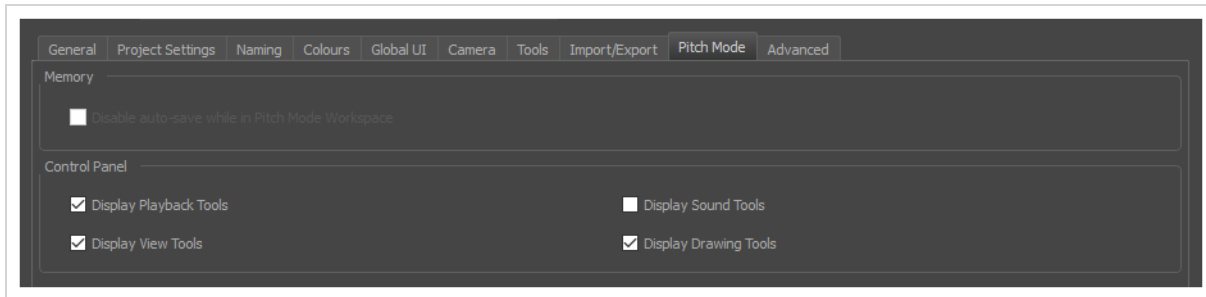 General Project Settings Naming Colours Global UI Camera Tools Import/Export Pitch Mode Advanced
Memory
Disable auto-save while in Pitch Mode Workspace
Control Panel
Display Playback Tools Display Sound Tools
Display View Tools Display Drawing Tools